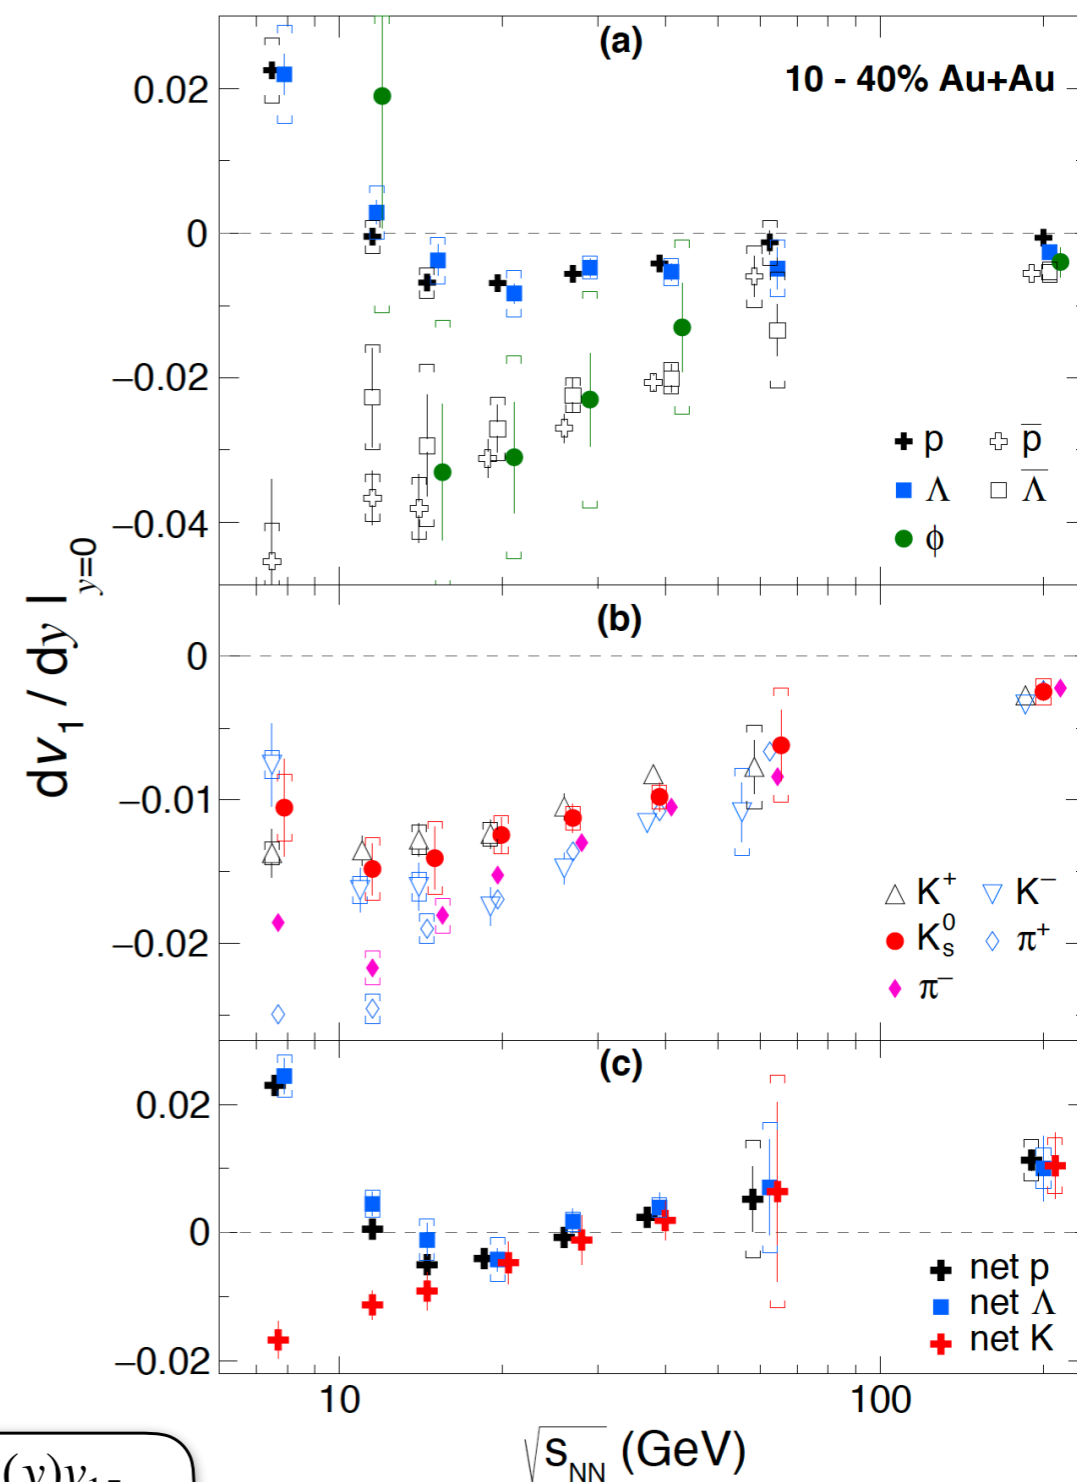 (a)
10 - 40% Au+Au
0.02
0
−0.02
−0.04
p p̅
Λ Λ̅
ϕ
dv₁ / dy |y=0
(b)
0
−0.01
−0.02
K⁺ K⁻
K⁰ₛ π⁺
π⁻
(c)
0.02
0
−0.02
net p
net Λ
net K
10 100
√sNN (GeV)